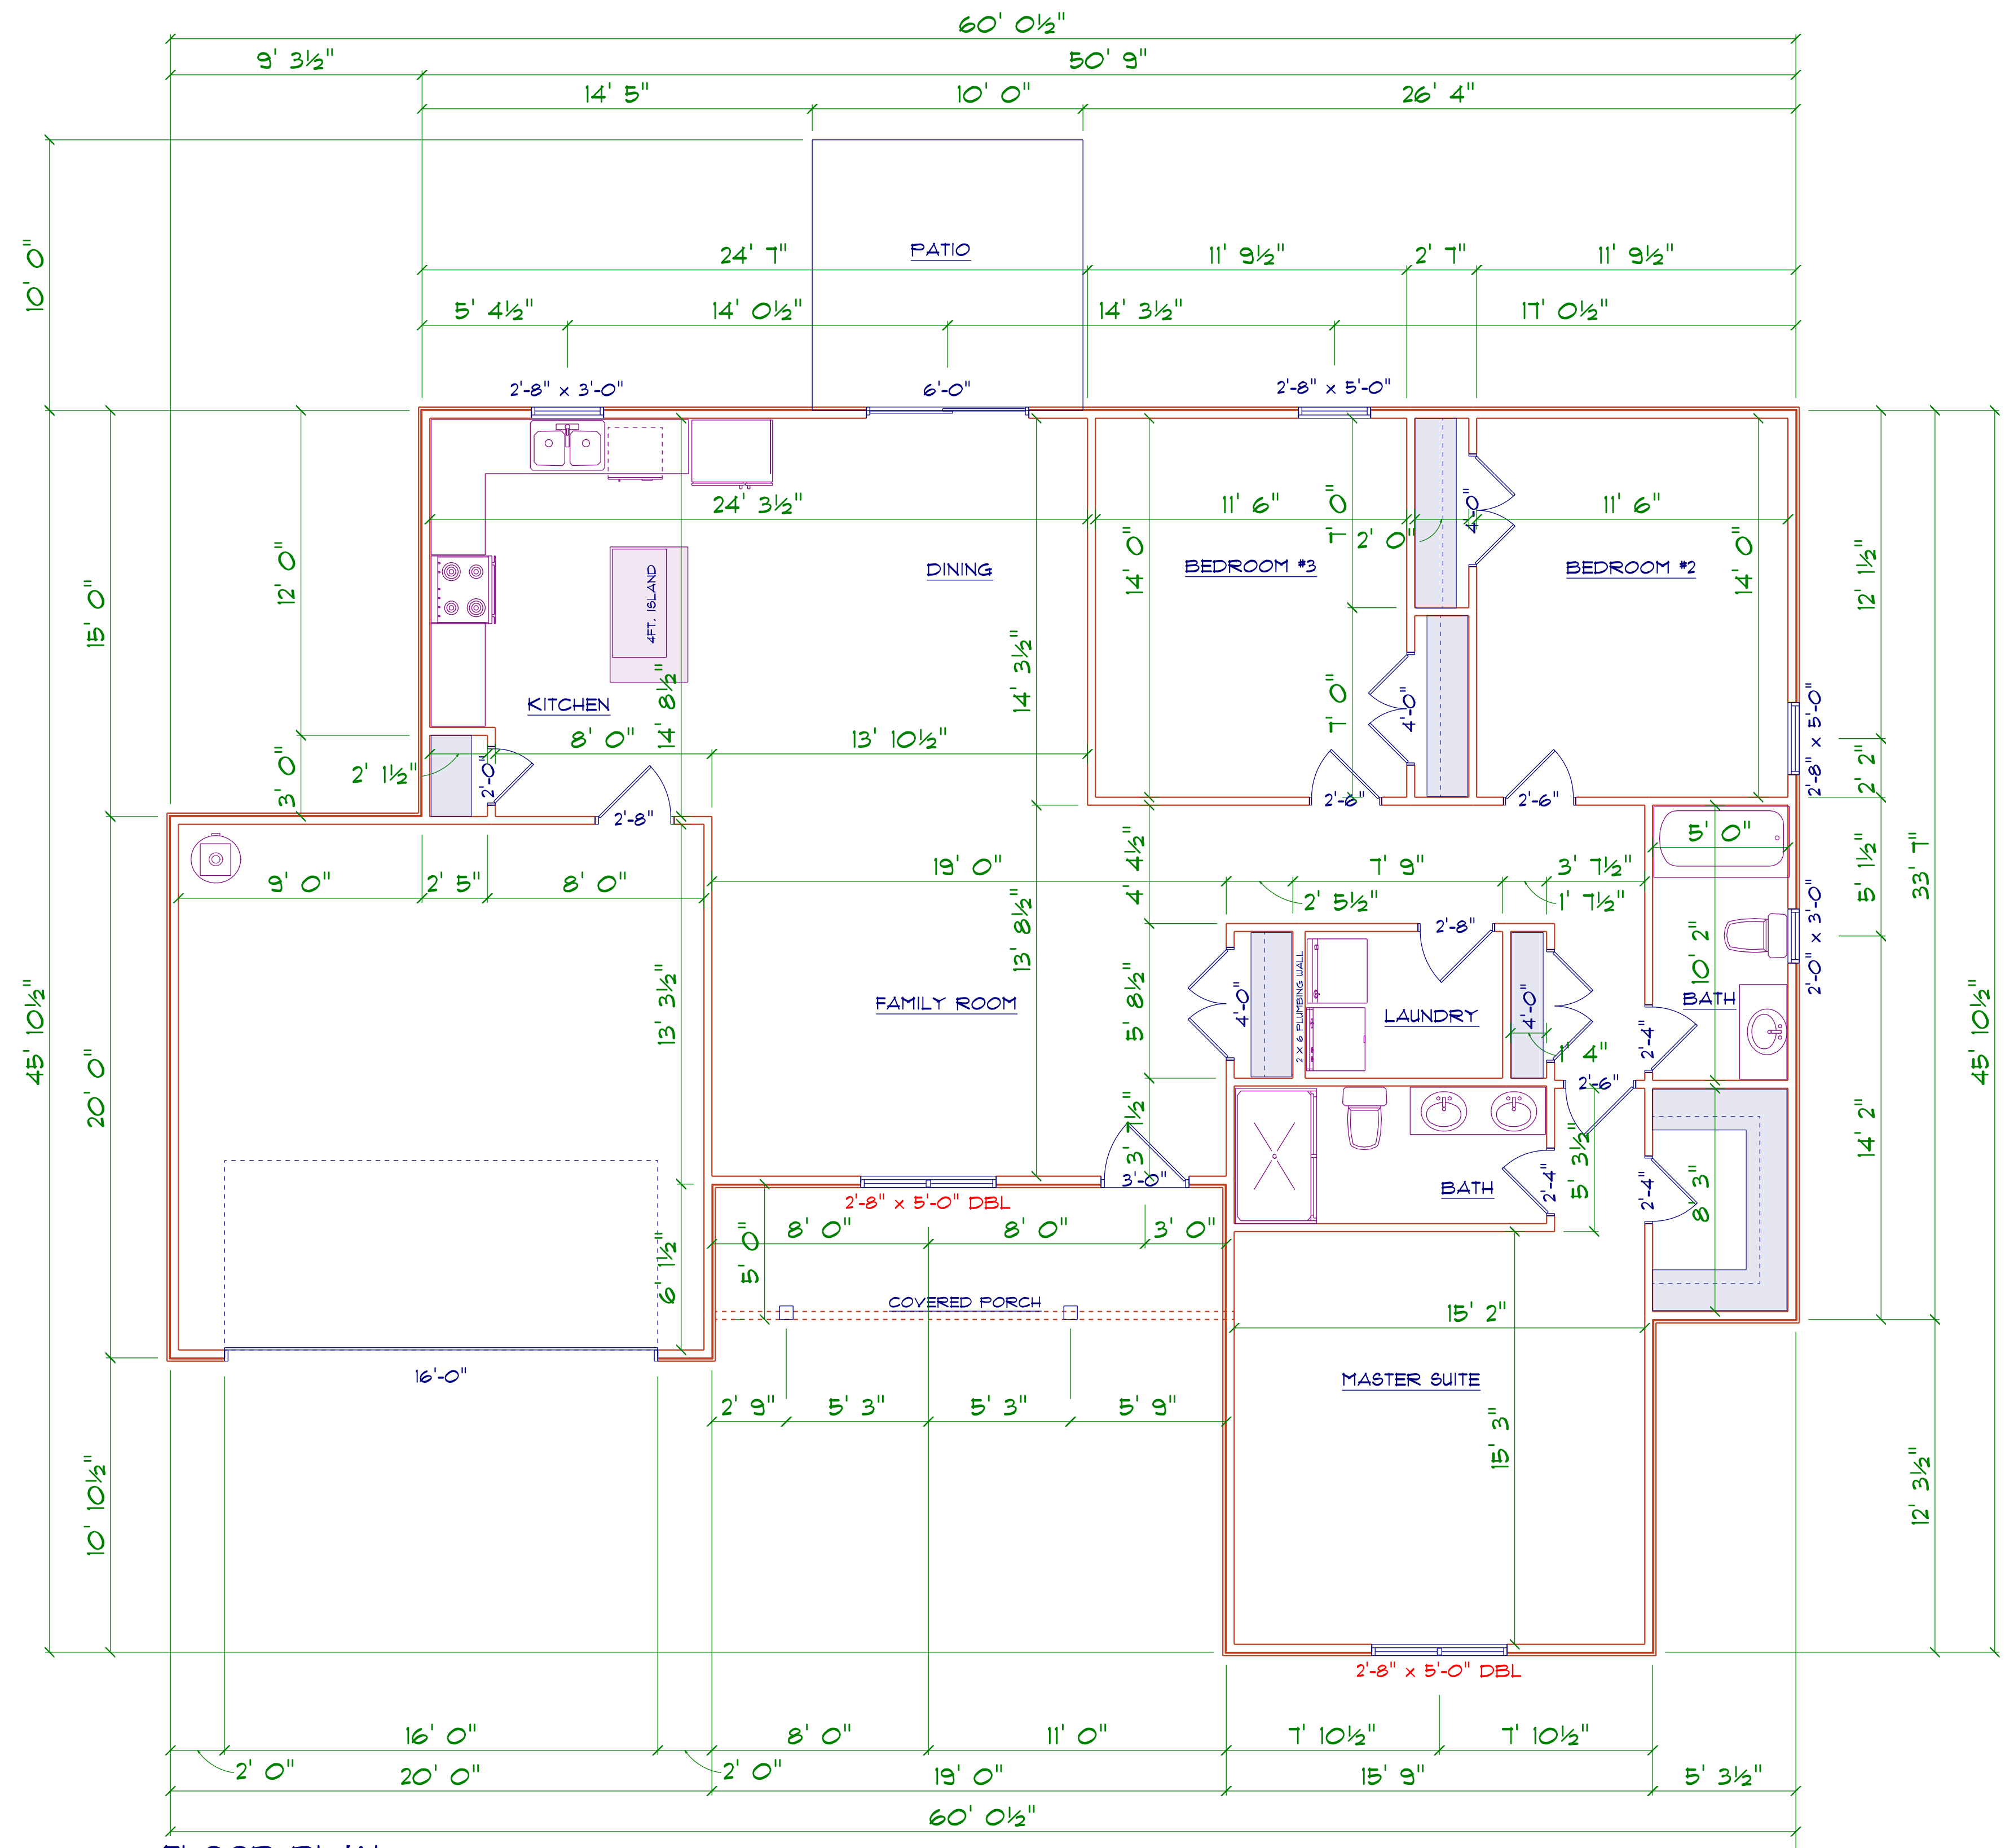 60' 0½"
9' 3½" 50' 9"
14' 5" 10' 0" 26' 4"
PATIO
24' 7" 11' 9½" 2' 7" 11' 9½"
10' 0"
5' 4½" 14' 0½" 14' 3½" 17' 0½"
2'-8" x 3'-0" 6'-0" 2'-8" x 5'-0"
24' 3½" 11' 6" 7' 0" 4'-0" 11' 6"
2' 0"
12' 0" 14' 0" 14' 0" 12' 1½"
DINING BEDROOM #3 BEDROOM #2
15' 0" 4FT. ISLAND
14' 8½" 14' 3½"
KITCHEN 7' 0" 4'-0" 2'-8" x 5'-0"
8' 0" 13' 10½"
3' 0" 2' 1½" 2'-0" 2' 2"
2'-8" 2'-6" 2'-6"
5' 0"
33' 7"
9' 0" 2' 5" 8' 0" 19' 0" 4' 4½" 7' 9" 3' 7½" 5' 1½"
2' 5½" 1' 7½"
13' 8½" 2'-8" 10' 2" 2'-0" x 3'-0"
13' 3½" 5' 8½" 4'-0" 2 X 6 PLUMBING WALL 4'-0" BATH
FAMILY ROOM LAUNDRY
45' 10½" 45' 10½"
20' 0" 1' 4" 2'-4"
2'-6"
3' 7½" 5' 3½" 14' 2"
3'-0" BATH 2'-4" 2'-4" 8' 3"
2'-8" x 5'-0" DBL
8' 0" 8' 0" 3' 0"
6' 1½" 5' 0"
COVERED PORCH 15' 2"
16'-0" MASTER SUITE
2' 9" 5' 3" 5' 3" 5' 9"
15' 3"
10' 10½" 12' 3½"
2'-8" x 5'-0" DBL
16' 0" 8' 0" 11' 0" 7' 10½" 7' 10½"
2' 0" 20' 0" 2' 0" 19' 0" 15' 9" 5' 3½"
60' 0½"